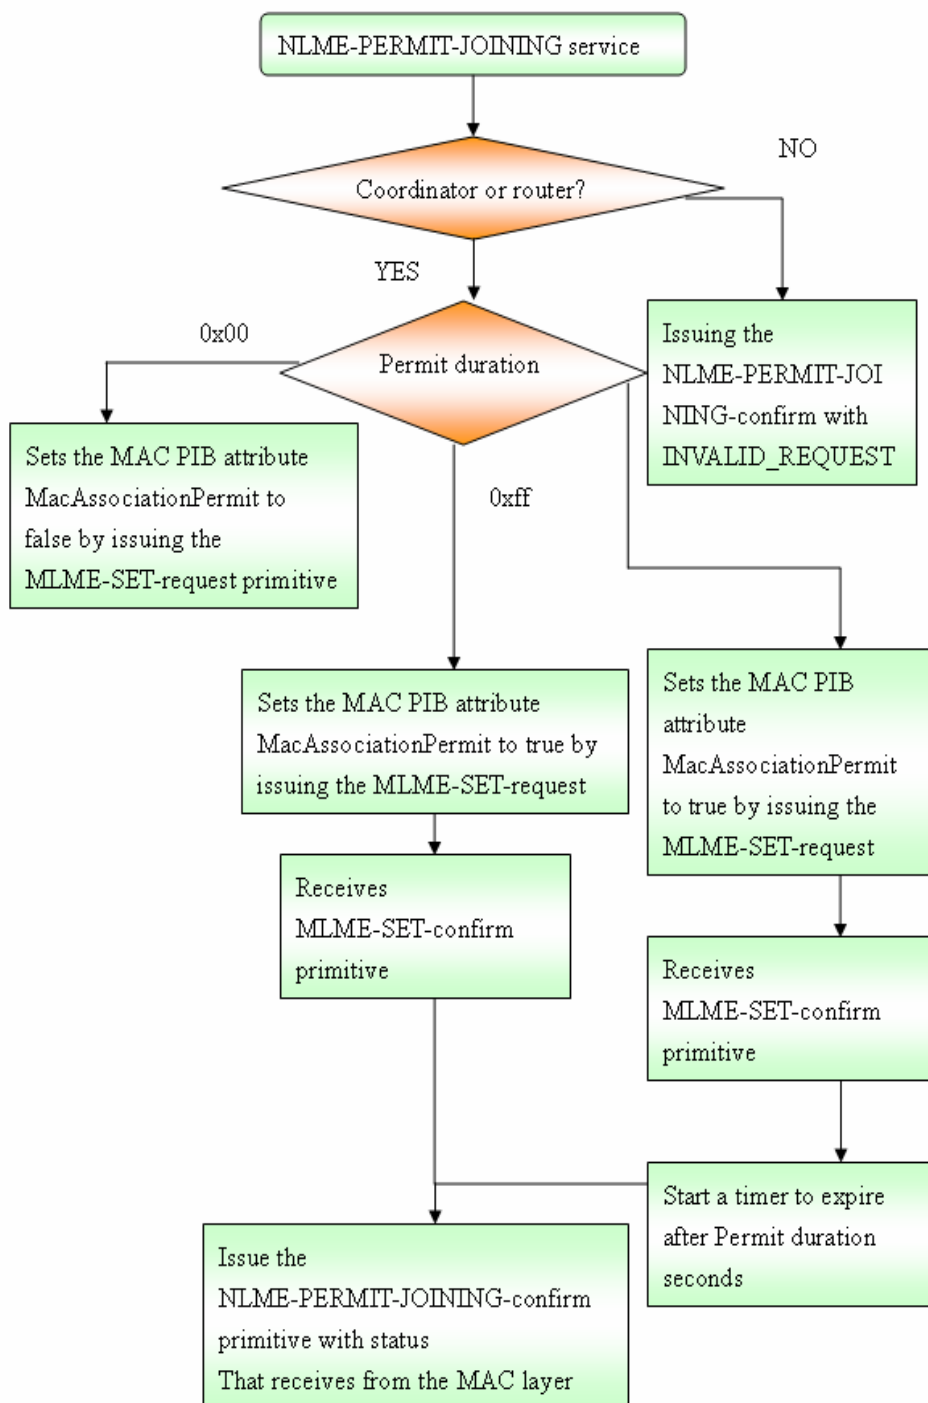 NLME-PERMIT-JOINING service
NO
Coordinator or router?
YES
0x00
Permit duration
Issuing the
NLME-PERMIT-JOI
NING-confirm with
INVALID_REQUEST
Sets the MAC PIB attribute
MacAssociationPermit to
false by issuing the
MLME-SET-request primitive
0xff
Sets the MAC PIB attribute
MacAssociationPermit to true by
issuing the MLME-SET-request
Sets the MAC PIB
attribute
MacAssociationPermit
to true by issuing the
MLME-SET-request
Receives
MLME-SET-confirm
primitive
Receives
MLME-SET-confirm
primitive
Start a timer to expire
after Permit duration
seconds
Issue the
NLME-PERMIT-JOINING-confirm
primitive with status
That receives from the MAC layer